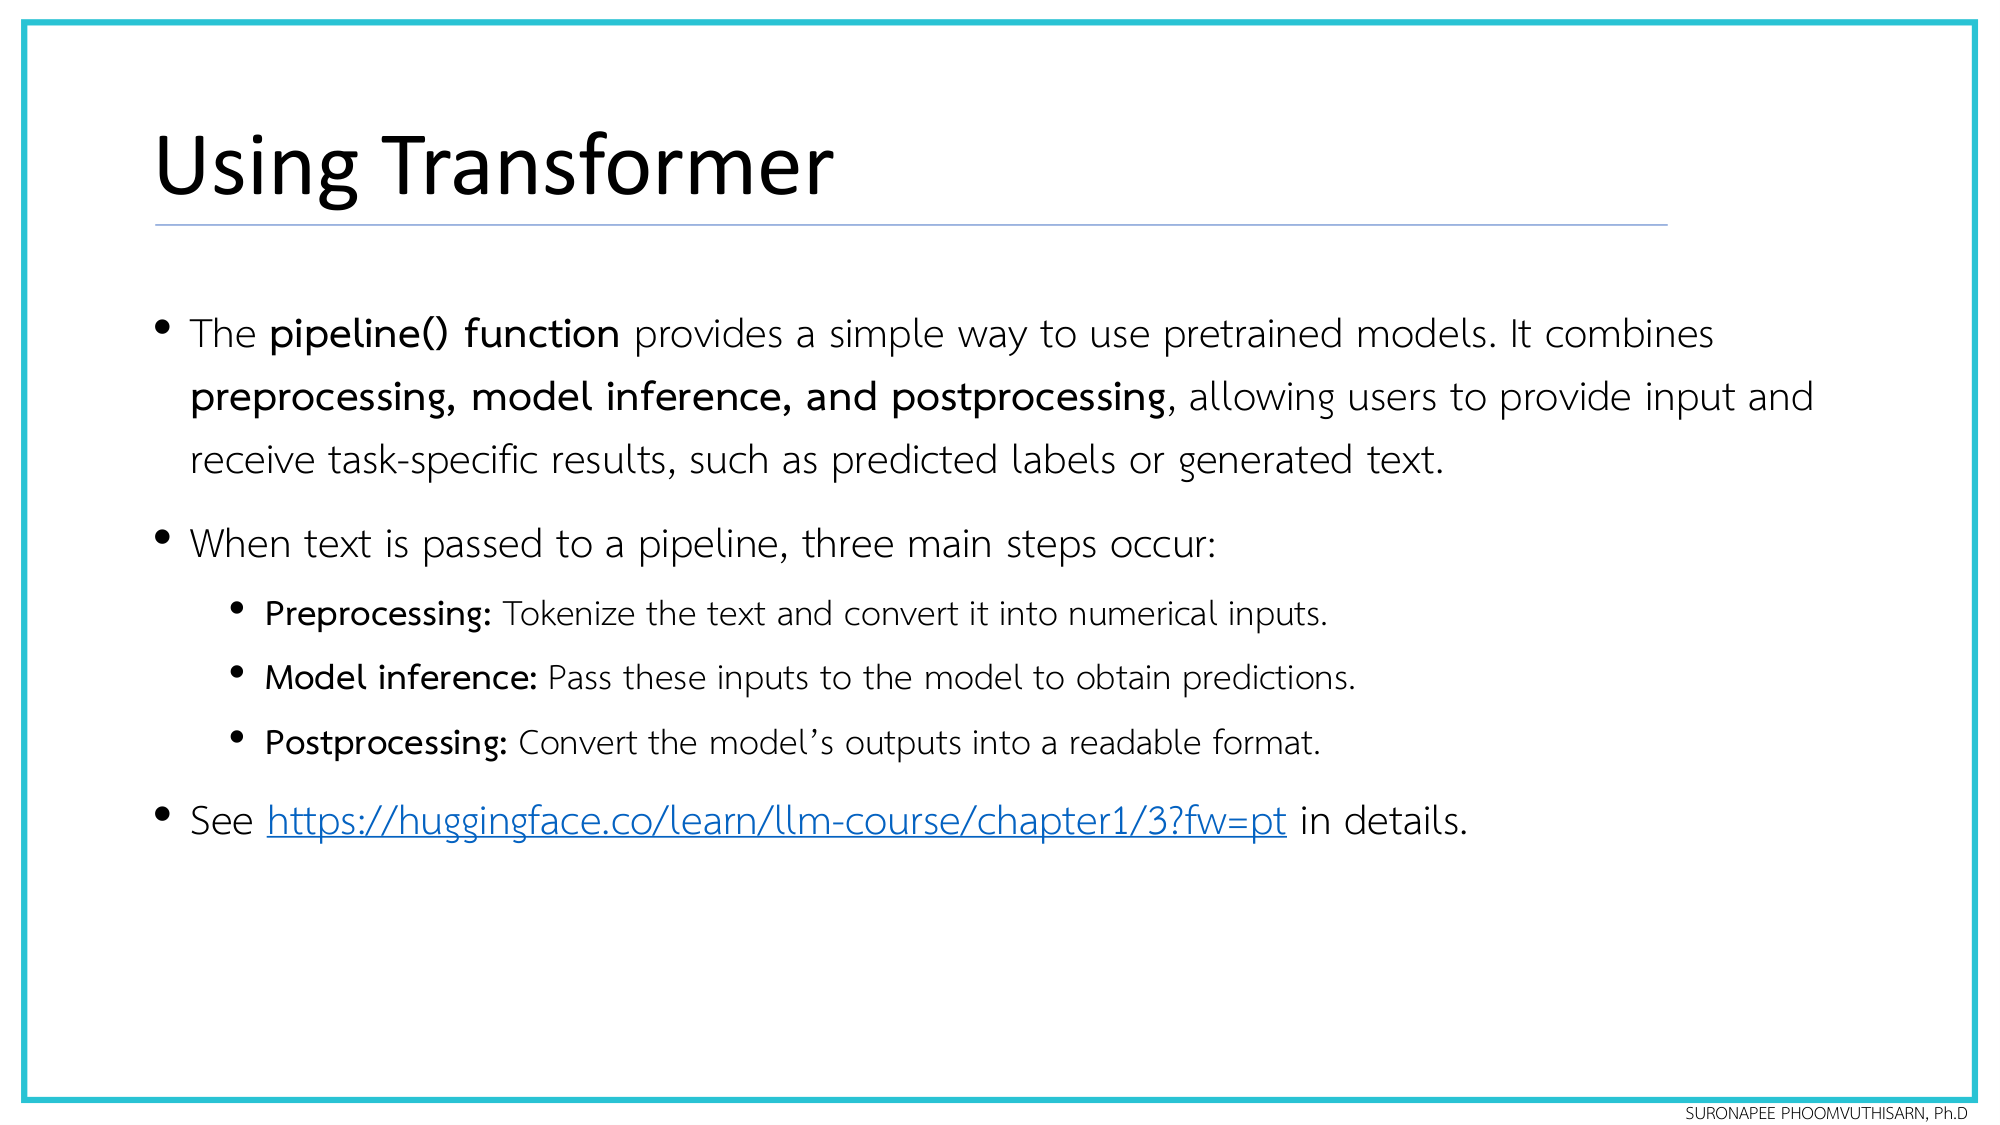 Using Transformer
• The pipeline() function provides a simple way to use pretrained models. It combines
preprocessing, model inference, and postprocessing, allowing users to provide input and
receive task-specific results, such as predicted labels or generated text.
• When text is passed to a pipeline, three main steps occur:
• Preprocessing: Tokenize the text and convert it into numerical inputs.
• Model inference: Pass these inputs to the model to obtain predictions.
• Postprocessing: Convert the model’s outputs into a readable format.
• See https://huggingface.co/learn/llm-course/chapter1/3?fw=pt in details.
SURONAPEE PHOOMVUTHISARN, Ph.D